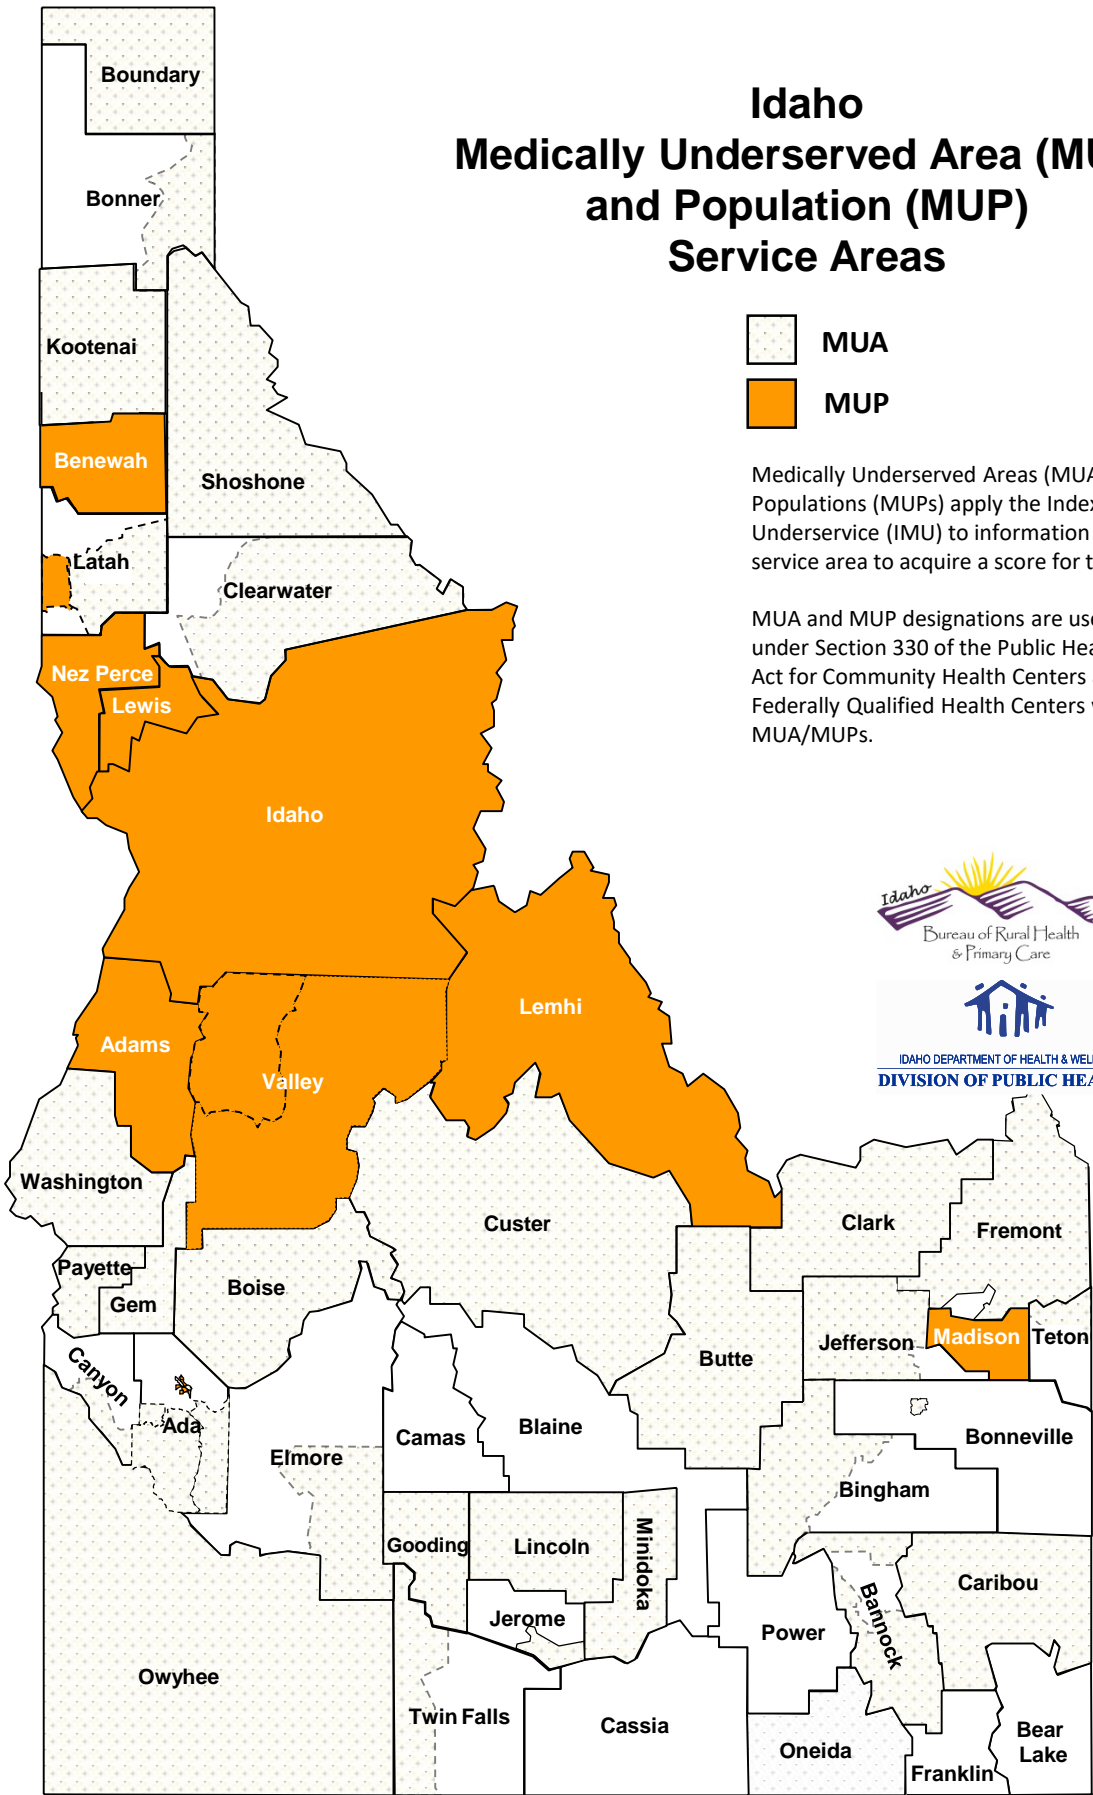 Idaho
Medically Underserved Area (MU
and Population (MUP)
Service Areas
MUA
MUP
Medically Underserved Areas (MUA
Populations (MUPs) apply the Index
Underservice (IMU) to information
service area to acquire a score for t
MUA and MUP designations are use
under Section 330 of the Public Hea
Act for Community Health Centers
Federally Qualified Health Centers
MUA/MUPs.
Idaho
Bureau of Rural Health
& Primary Care
IDAHO DEPARTMENT OF HEALTH & WEL
DIVISION OF PUBLIC HEA
Boundary
Bonner
Kootenai
Benewah
Shoshone
Latah
Clearwater
Nez Perce
Lewis
Idaho
Lemhi
Adams
Valley
Washington
Custer
Clark
Fremont
Payette
Gem
Boise
Jefferson
Madison
Teton
Butte
Canyon
Ada
Elmore
Camas
Blaine
Bonneville
Bingham
Gooding
Lincoln
Minidoka
Jerome
Caribou
Bannock
Power
Owyhee
Twin Falls
Cassia
Oneida
Franklin
Bear
Lake